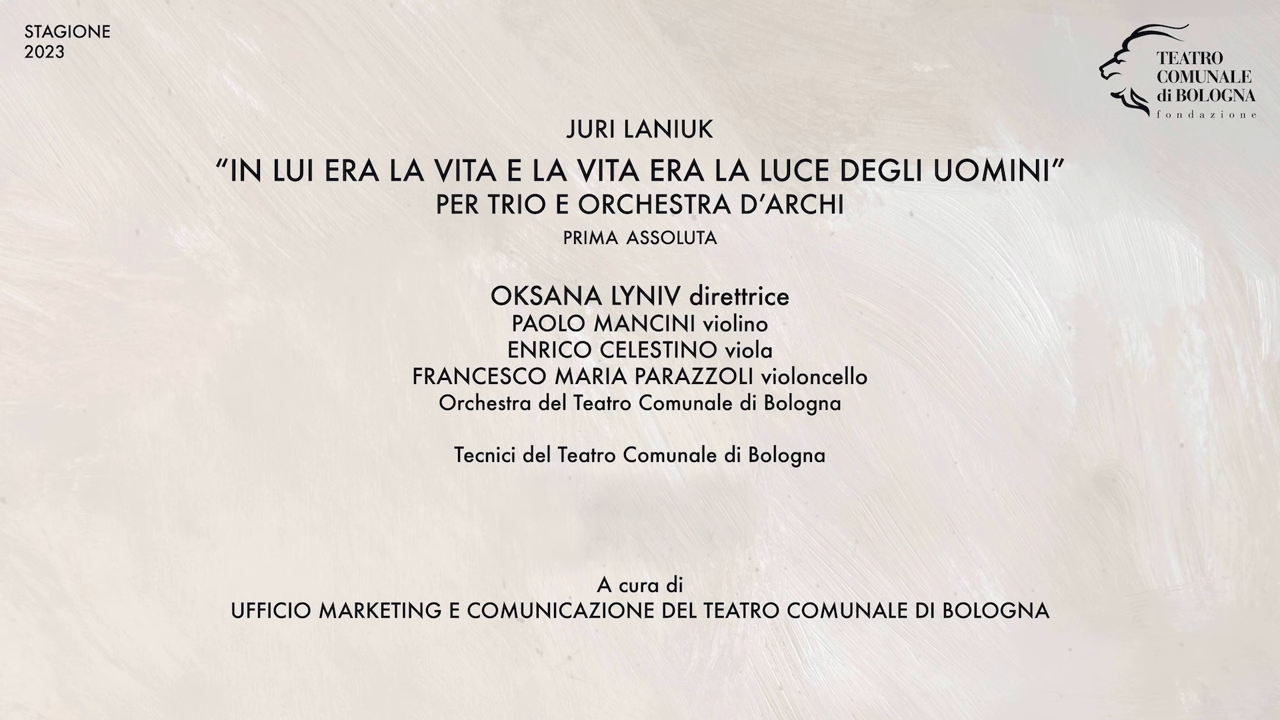 STAGIONE
2023
TEATRO
COMUNALE
di BOLOGNA
fondazione
JURI LANIUK
“IN LUI ERA LA VITA E LA VITA ERA LA LUCE DEGLI UOMINI”
PER TRIO E ORCHESTRA D’ARCHI
PRIMA ASSOLUTA
OKSANA LYNIV direttrice
PAOLO MANCINI violino
ENRICO CELESTINO viola
FRANCESCO MARIA PARAZZOLI violoncello
Orchestra del Teatro Comunale di Bologna
Tecnici del Teatro Comunale di Bologna
A cura di
UFFICIO MARKETING E COMUNICAZIONE DEL TEATRO COMUNALE DI BOLOGNA